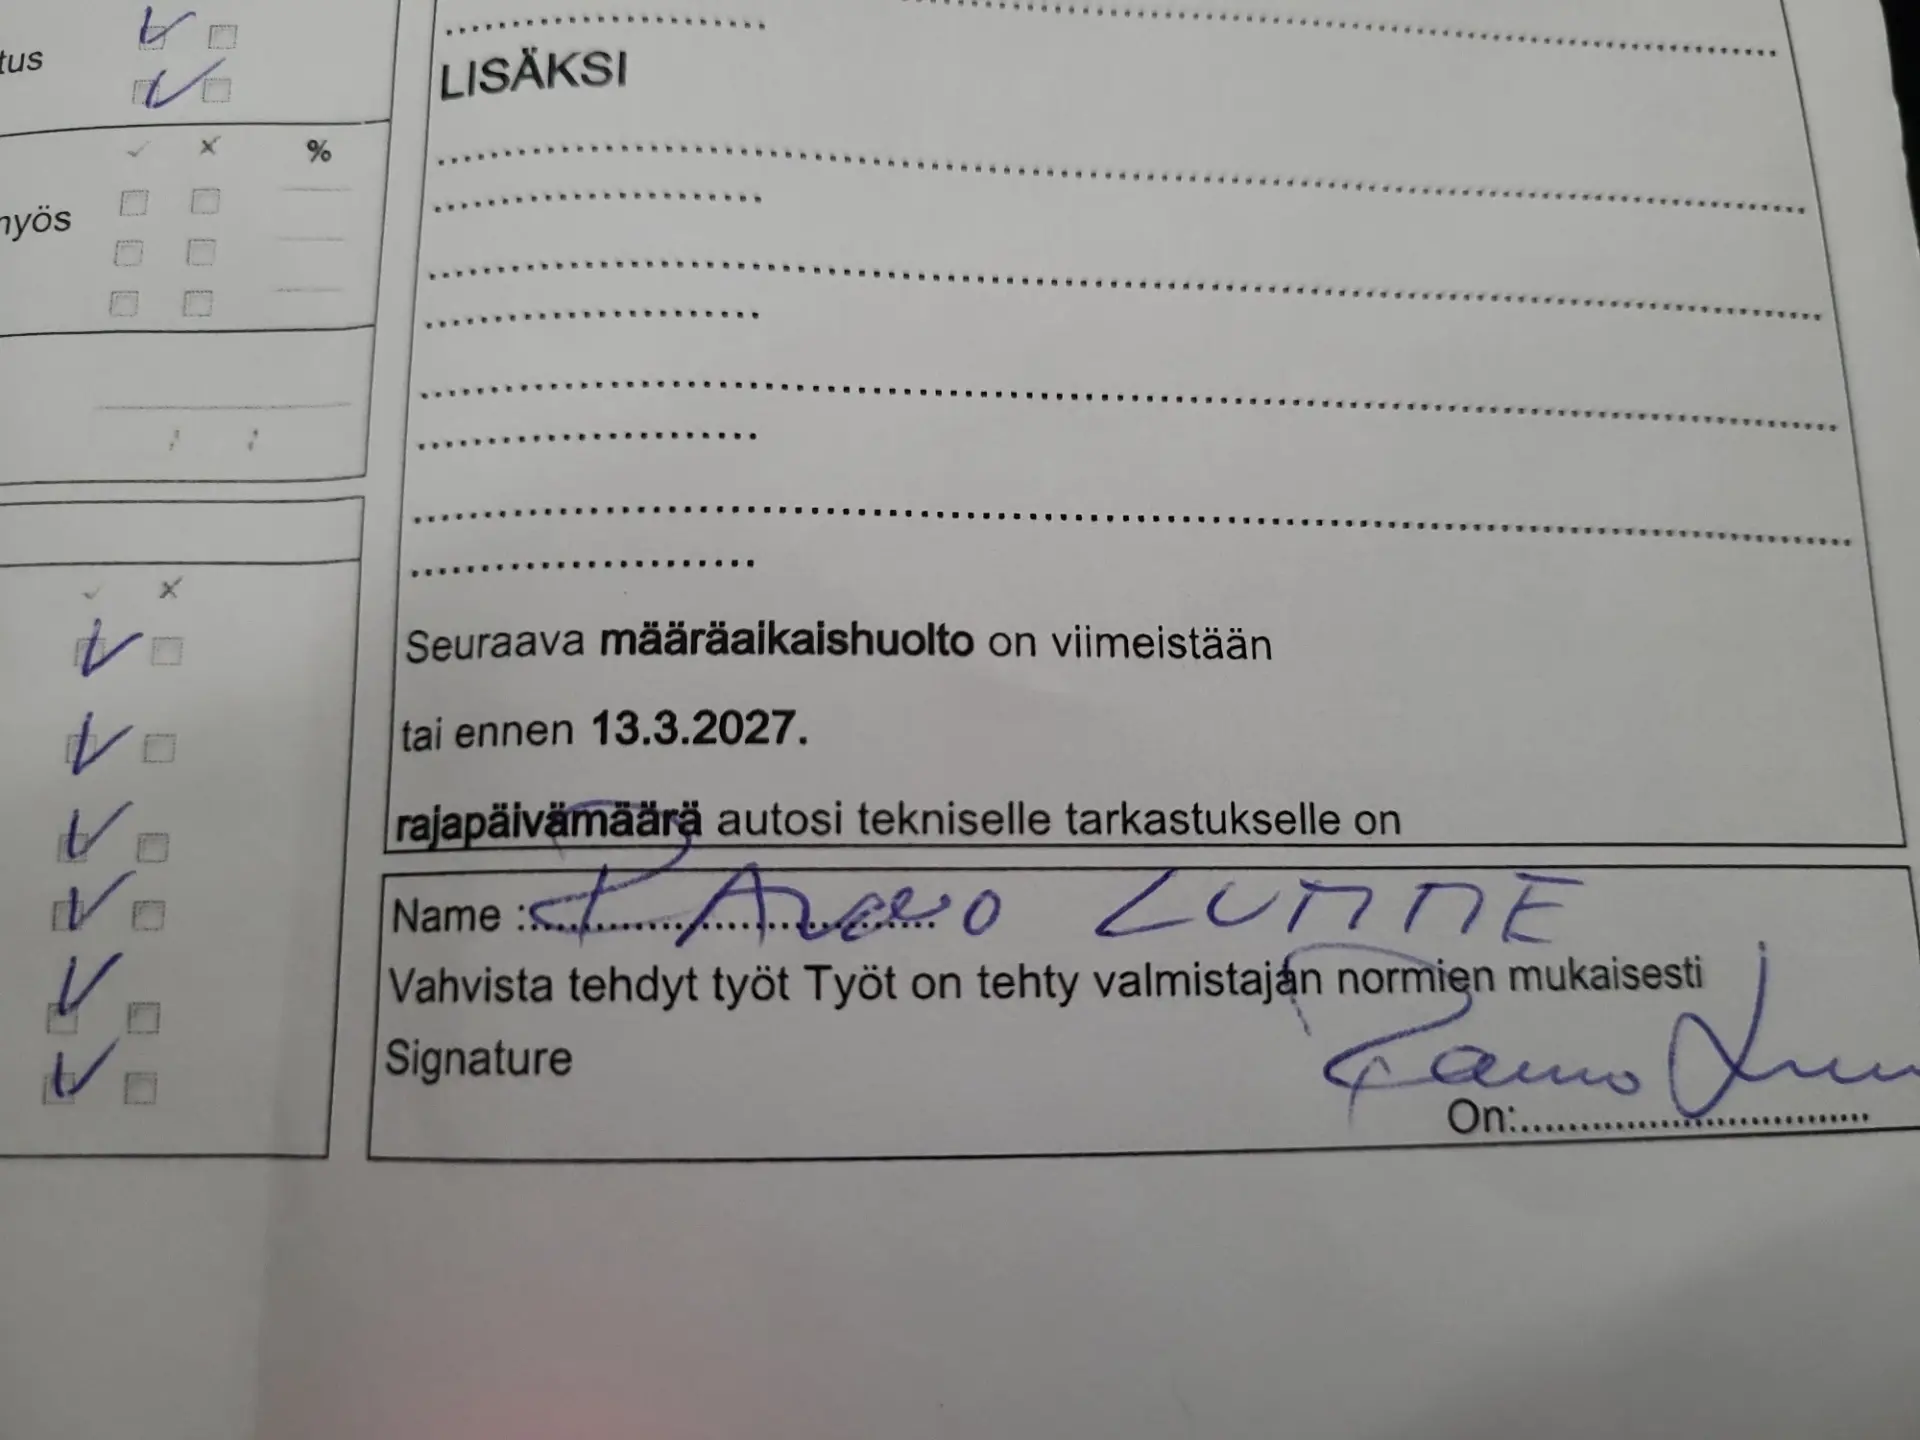 tus
%
LISÄKSI
nyös
Seuraava määräaikaishuolto on viimeistään
tai ennen 13.3.2027.
rajapäivämäärä autosi tekniselle tarkastukselle on
Name : LUMME
Vahvista tehdyt työt Työt on tehty valmistajan normien mukaisesti
Signature
On: